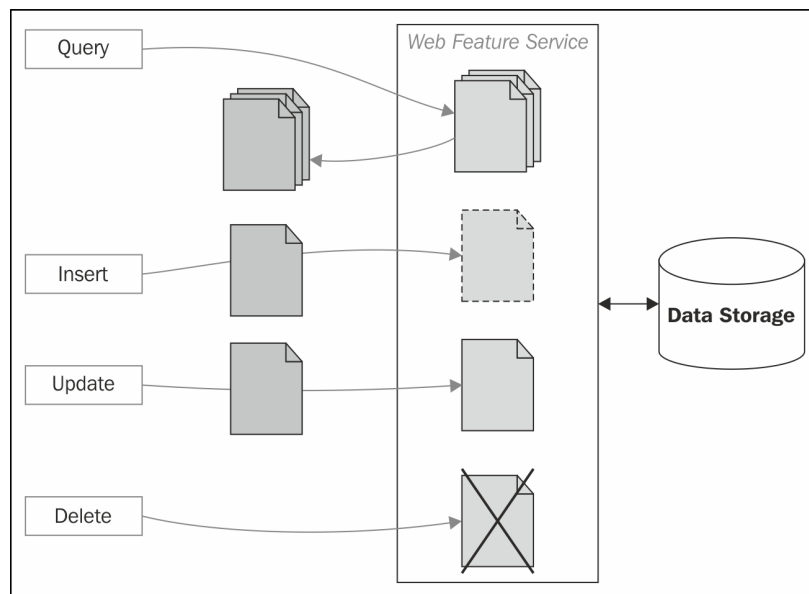 Query
Web Feature Service
Insert
Data Storage
Update
Delete